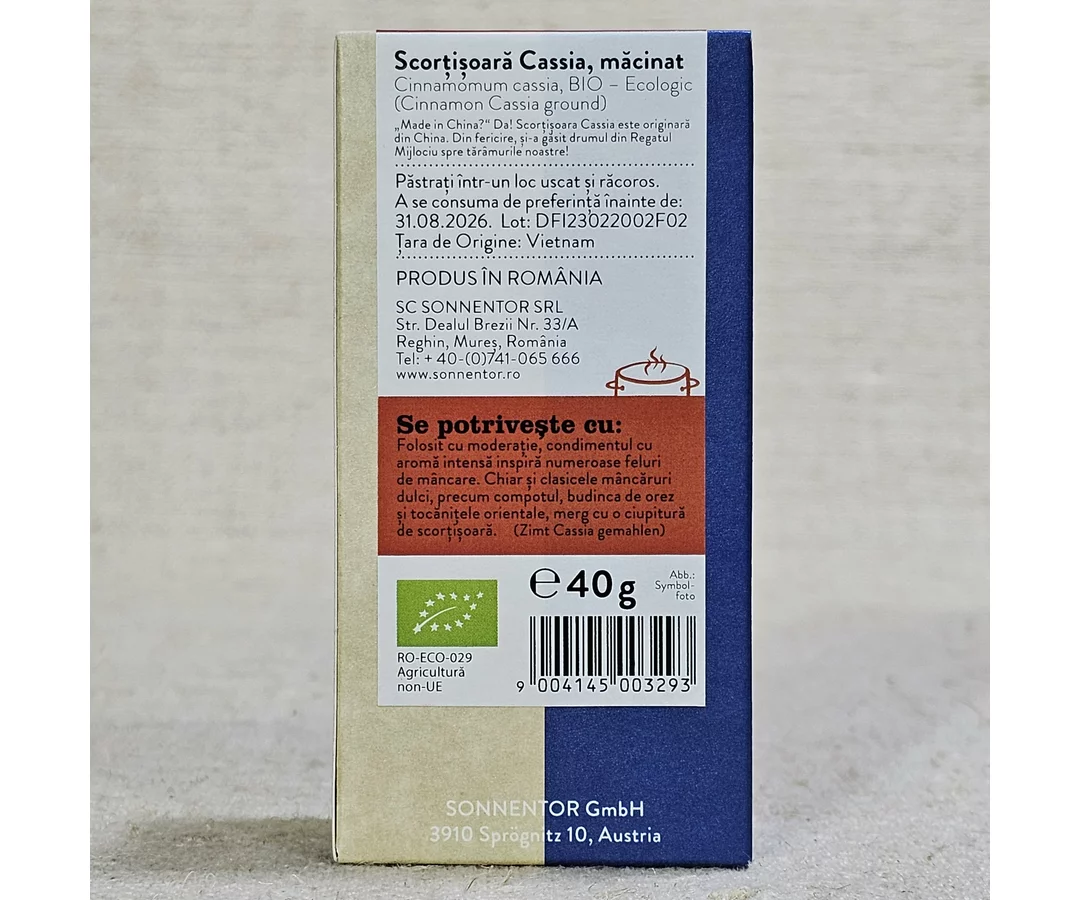 Scorțișoară Cassia, măcinat
Cinnamomum cassia, BIO – Ecologic
(Cinnamon Cassia ground)
„Made in China?“ Da! Scorțișoara Cassia este originară
din China. Din fericire, și-a găsit drumul din Regatul
Mijlociu spre tărâmurile noastre!
Păstrați într-un loc uscat și răcoros.
A se consuma de preferință înainte de:
31.08.2026. Lot: DFI23022002F02
Țara de Origine: Vietnam
PRODUS ÎN ROMÂNIA
SC SONNENTOR SRL
Str. Dealul Brezii Nr. 33/A
Reghin, Mureș, România
Tel: + 40-(0)741-065 666
www.sonnentor.ro
Se potrivește cu:
Folosit cu moderație, condimentul cu
aromă intensă inspiră numeroase feluri
de mâncare. Chiar și clasicele mâncăruri
dulci, precum compotul, budinca de orez
și tocănițele orientale, merg cu o ciupitură
de scorțișoară. (Zimt Cassia gemahlen)
℮ 40 g
Abb.:
Symbol-
foto
RO-ECO-029
Agricultură
non-UE
9 004145 003293
SONNENTOR GmbH
3910 Sprögnitz 10, Austria